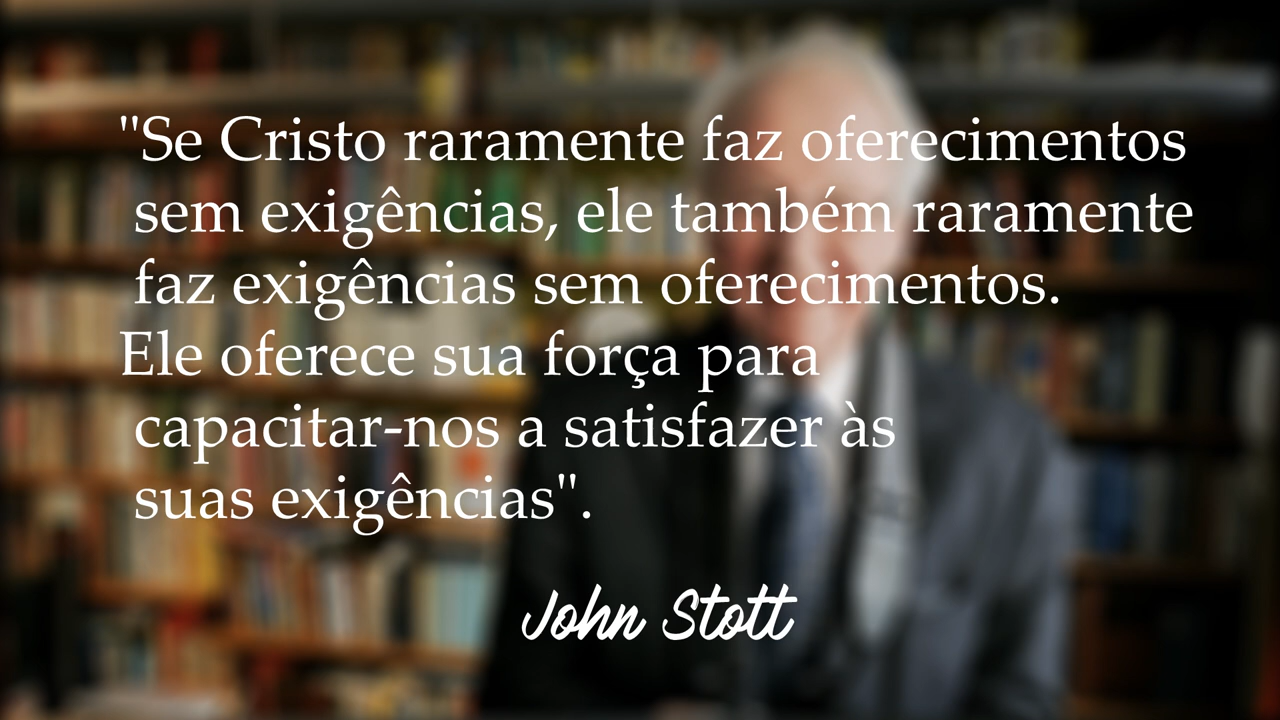 "Se Cristo raramente faz oferecimentos
sem exigências, ele também raramente
faz exigências sem oferecimentos.
Ele oferece sua força para
capacitar-nos a satisfazer às
suas exigências".
John Stott